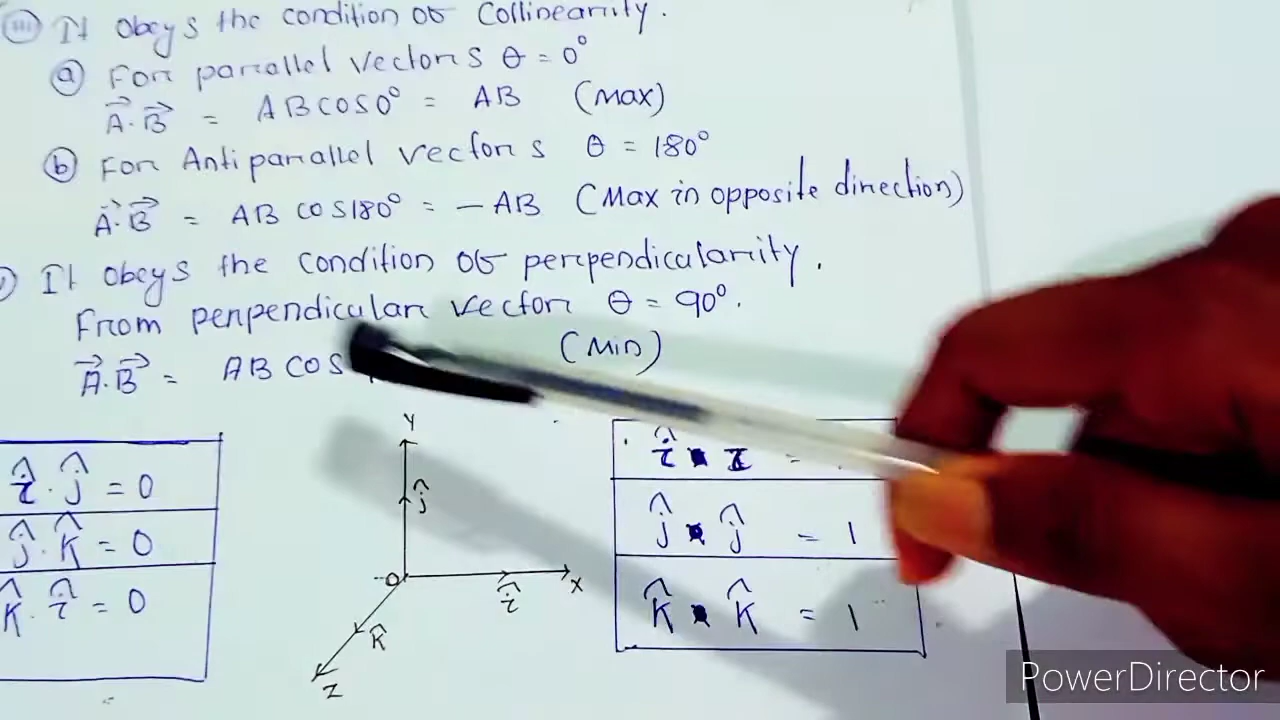 (iii) It obeys the condition of Collinearity.
(a) For parallel vectors θ = 0°
A⃗.B⃗ = AB cos0° = AB (Max)
(b) For Antiparallel vectors θ = 180°
A⃗.B⃗ = AB cos180° = -AB (Max in opposite direction)
It obeys the condition of perpendicularity.
From perpendicular vector θ = 90°.
A⃗.B⃗ = AB cos (Min)
î.ĵ = 0
ĵ.k̂ = 0
k̂.î = 0
Y
ĵ
O
î
X
k̂
Z
î . î =
ĵ . ĵ = 1
k̂ . k̂ = 1
PowerDirector